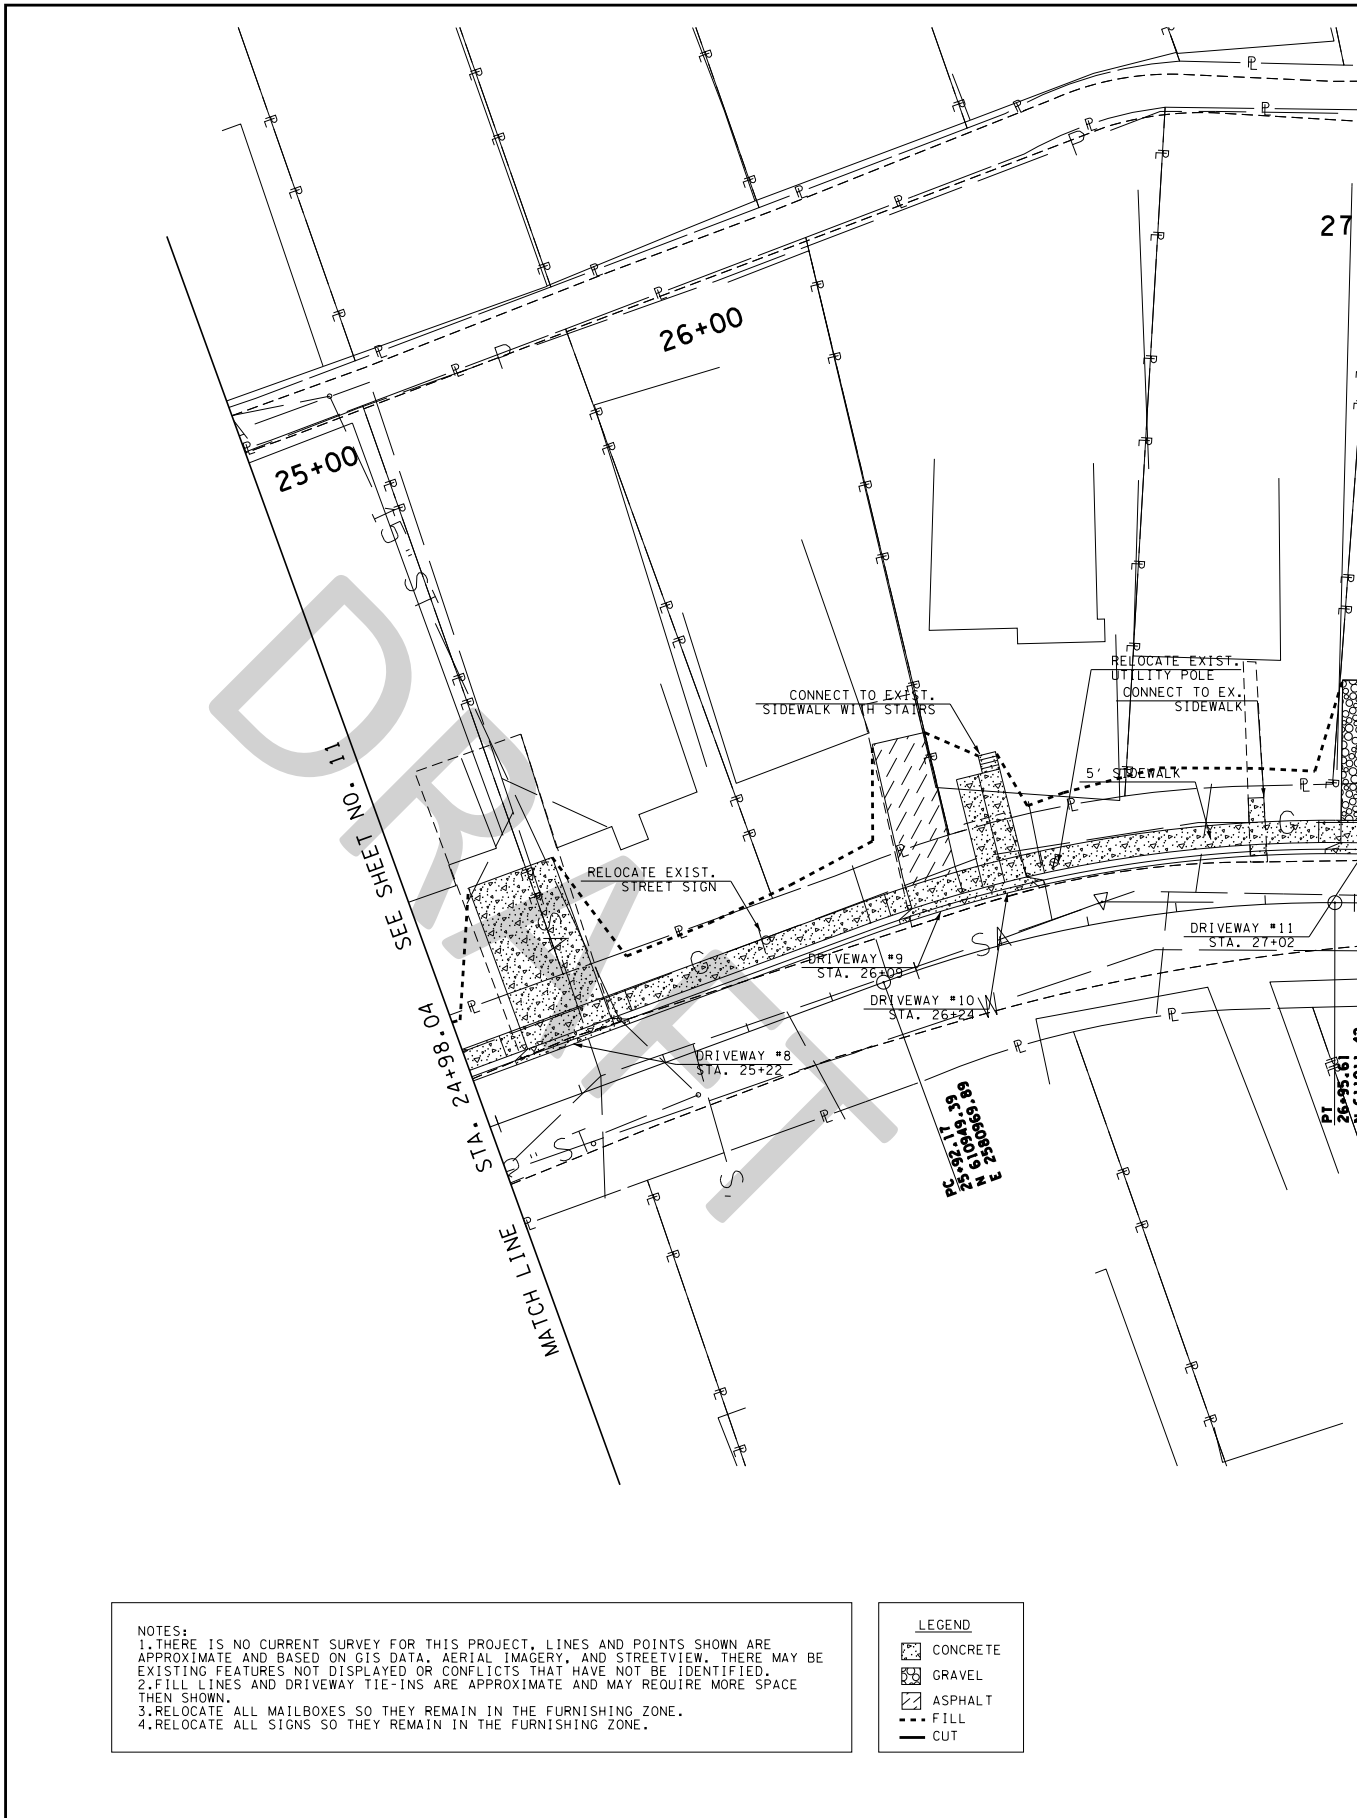 27
26+00
25+00
15" ST
RELOCATE EXIST.
UTILITY POLE
CONNECT TO EX.
SIDEWALK
CONNECT TO EXIST.
SIDEWALK WITH STAIRS
5' SIDEWALK
RELOCATE EXIST.
STREET SIGN
DRIVEWAY #11
STA. 27+02
DRIVEWAY #9
STA. 26+09
DRIVEWAY #10
STA. 26+24
DRIVEWAY #8
STA. 25+22
G
G
SA
N
ST.
S.
MATCH LINE STA. 24+98.04 SEE SHEET NO. 11
PC
25+92.17
N 610949.39
E 2580969.89
PT
26+95.61
DRAFT
NOTES:
1.THERE IS NO CURRENT SURVEY FOR THIS PROJECT, LINES AND POINTS SHOWN ARE
APPROXIMATE AND BASED ON GIS DATA, AERIAL IMAGERY, AND STREETVIEW. THERE MAY BE
EXISTING FEATURES NOT DISPLAYED OR CONFLICTS THAT HAVE NOT BE IDENTIFIED.
2.FILL LINES AND DRIVEWAY TIE-INS ARE APPROXIMATE AND MAY REQUIRE MORE SPACE
THEN SHOWN.
3.RELOCATE ALL MAILBOXES SO THEY REMAIN IN THE FURNISHING ZONE.
4.RELOCATE ALL SIGNS SO THEY REMAIN IN THE FURNISHING ZONE.
LEGEND
CONCRETE
GRAVEL
ASPHALT
FILL
CUT